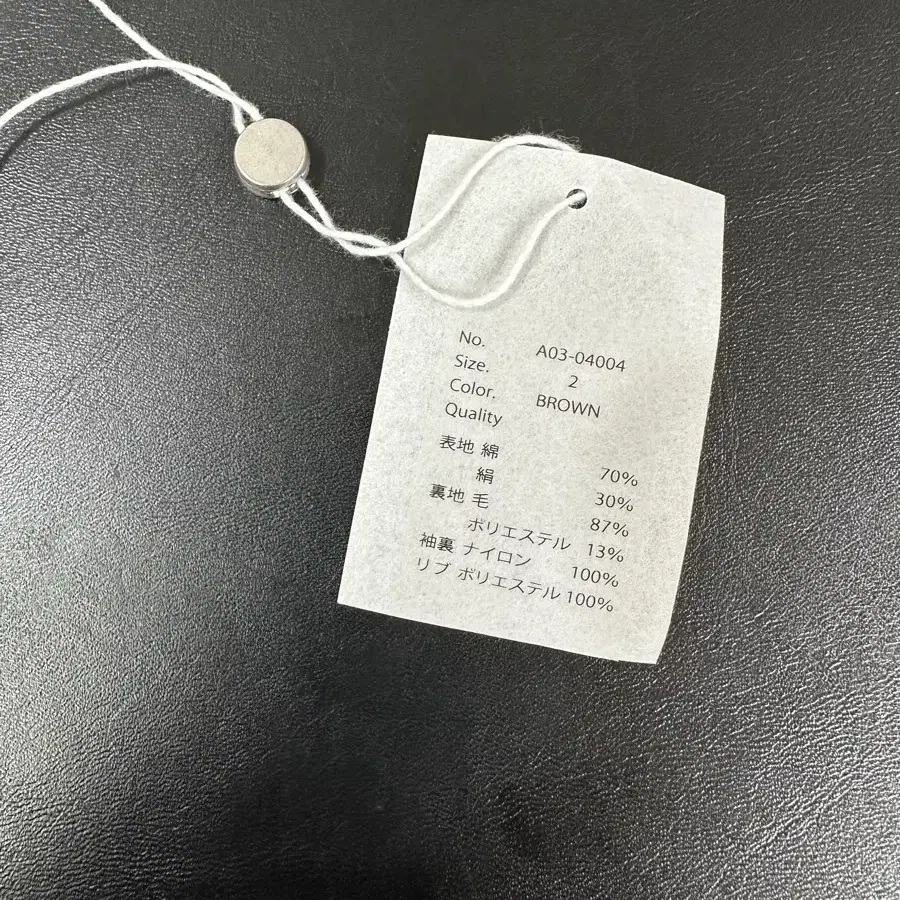 No. A03-04004
Size. 2
Color. BROWN
Quality
表地 綿 70%
絹 30%
裏地 毛 87%
ポリエステル 13%
袖裏 ナイロン 100%
リブ ポリエステル 100%